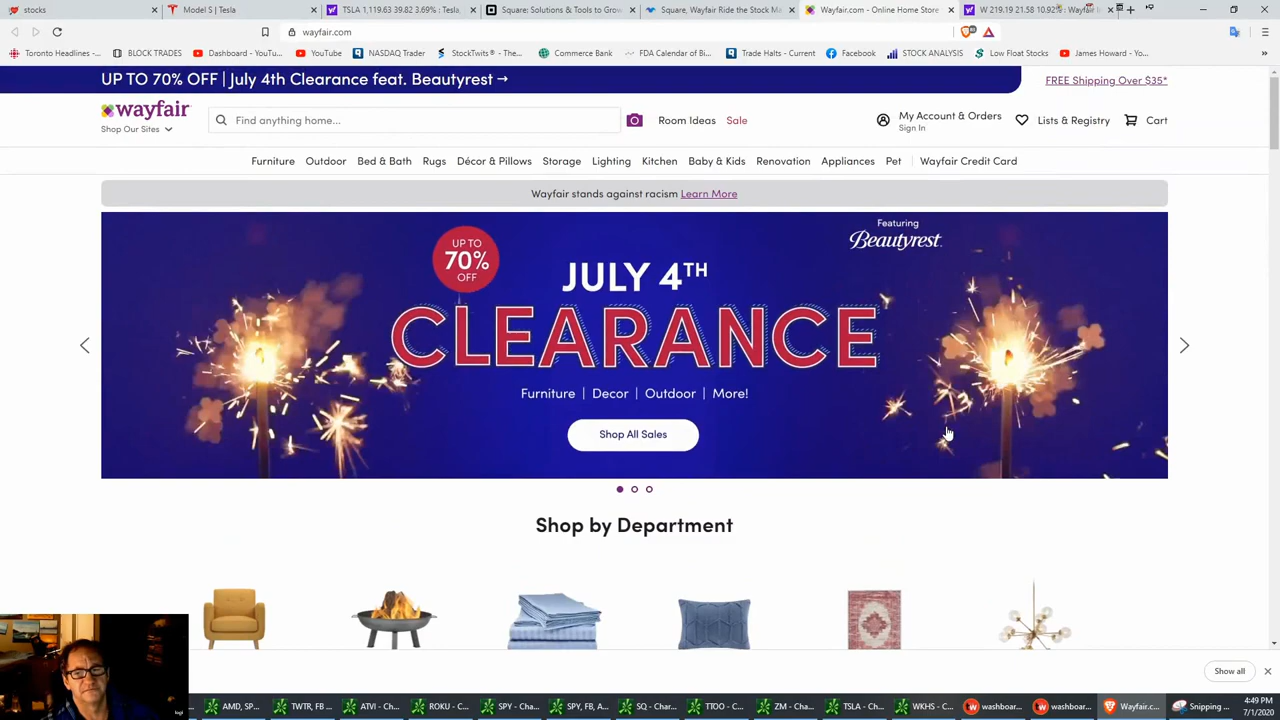 stocks
Model S | Tesla
TSLA 1,119.63 39.82 3.69% : Tesla,
Square: Solutions & Tools to Grow
Square, Wayfair Ride the Stock M
Wayfair.com - Online Home Store
W 219.19 21.58 10.92% : Wayfair I
wayfair.com
Toronto Headlines -...
BLOCK TRADES
Dashboard - YouTu...
YouTube
NASDAQ Trader
StockTwits® - The...
Commerce Bank
FDA Calendar of Bi...
Trade Halts - Current
Facebook
STOCK ANALYSIS
Low Float Stocks
James Howard - Yo...
UP TO 70% OFF | July 4th Clearance feat. Beautyrest →
FREE Shipping Over $35*
wayfair
Shop Our Sites
Find anything home...
Room Ideas
Sale
My Account & Orders
Sign In
Lists & Registry
Cart
Furniture Outdoor Bed & Bath Rugs Décor & Pillows Storage Lighting Kitchen Baby & Kids Renovation Appliances Pet | Wayfair Credit Card
Wayfair stands against racism Learn More
Featuring
Beautyrest.
UP TO
70%
OFF
JULY 4TH
CLEARANCE
Furniture | Decor | Outdoor | More!
Shop All Sales
Shop by Department
Show all
AMD, SP...
TWTR, FB ...
ATVI - Cha...
ROKU - C...
SPY - C...
SPY, FB, A...
SQ - Char...
TTOO - C...
ZM - Char...
TSLA - Ch...
WKHS - C...
washboar...
washboar...
Wayfair.c...
Snipping ...
4:49 PM
7/1/2020